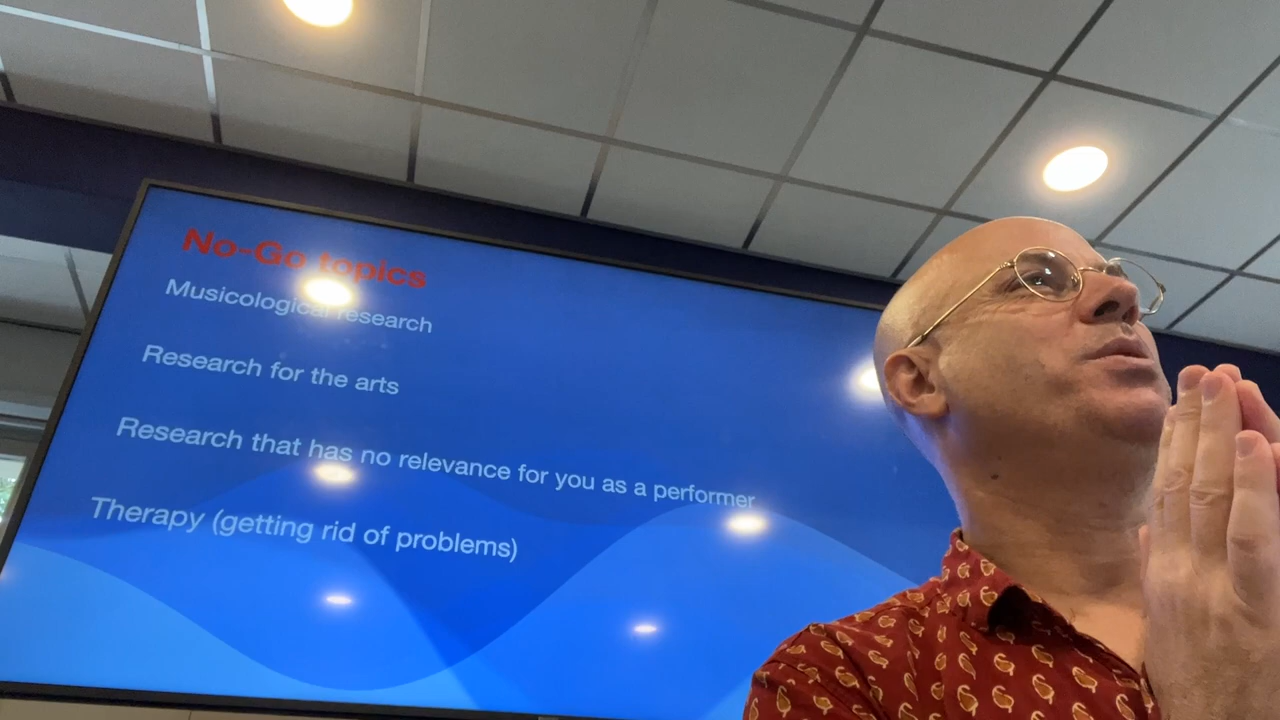 No-Go topics
Musicological research
Research for the arts
Research that has no relevance for you as a performer
Therapy (getting rid of problems)